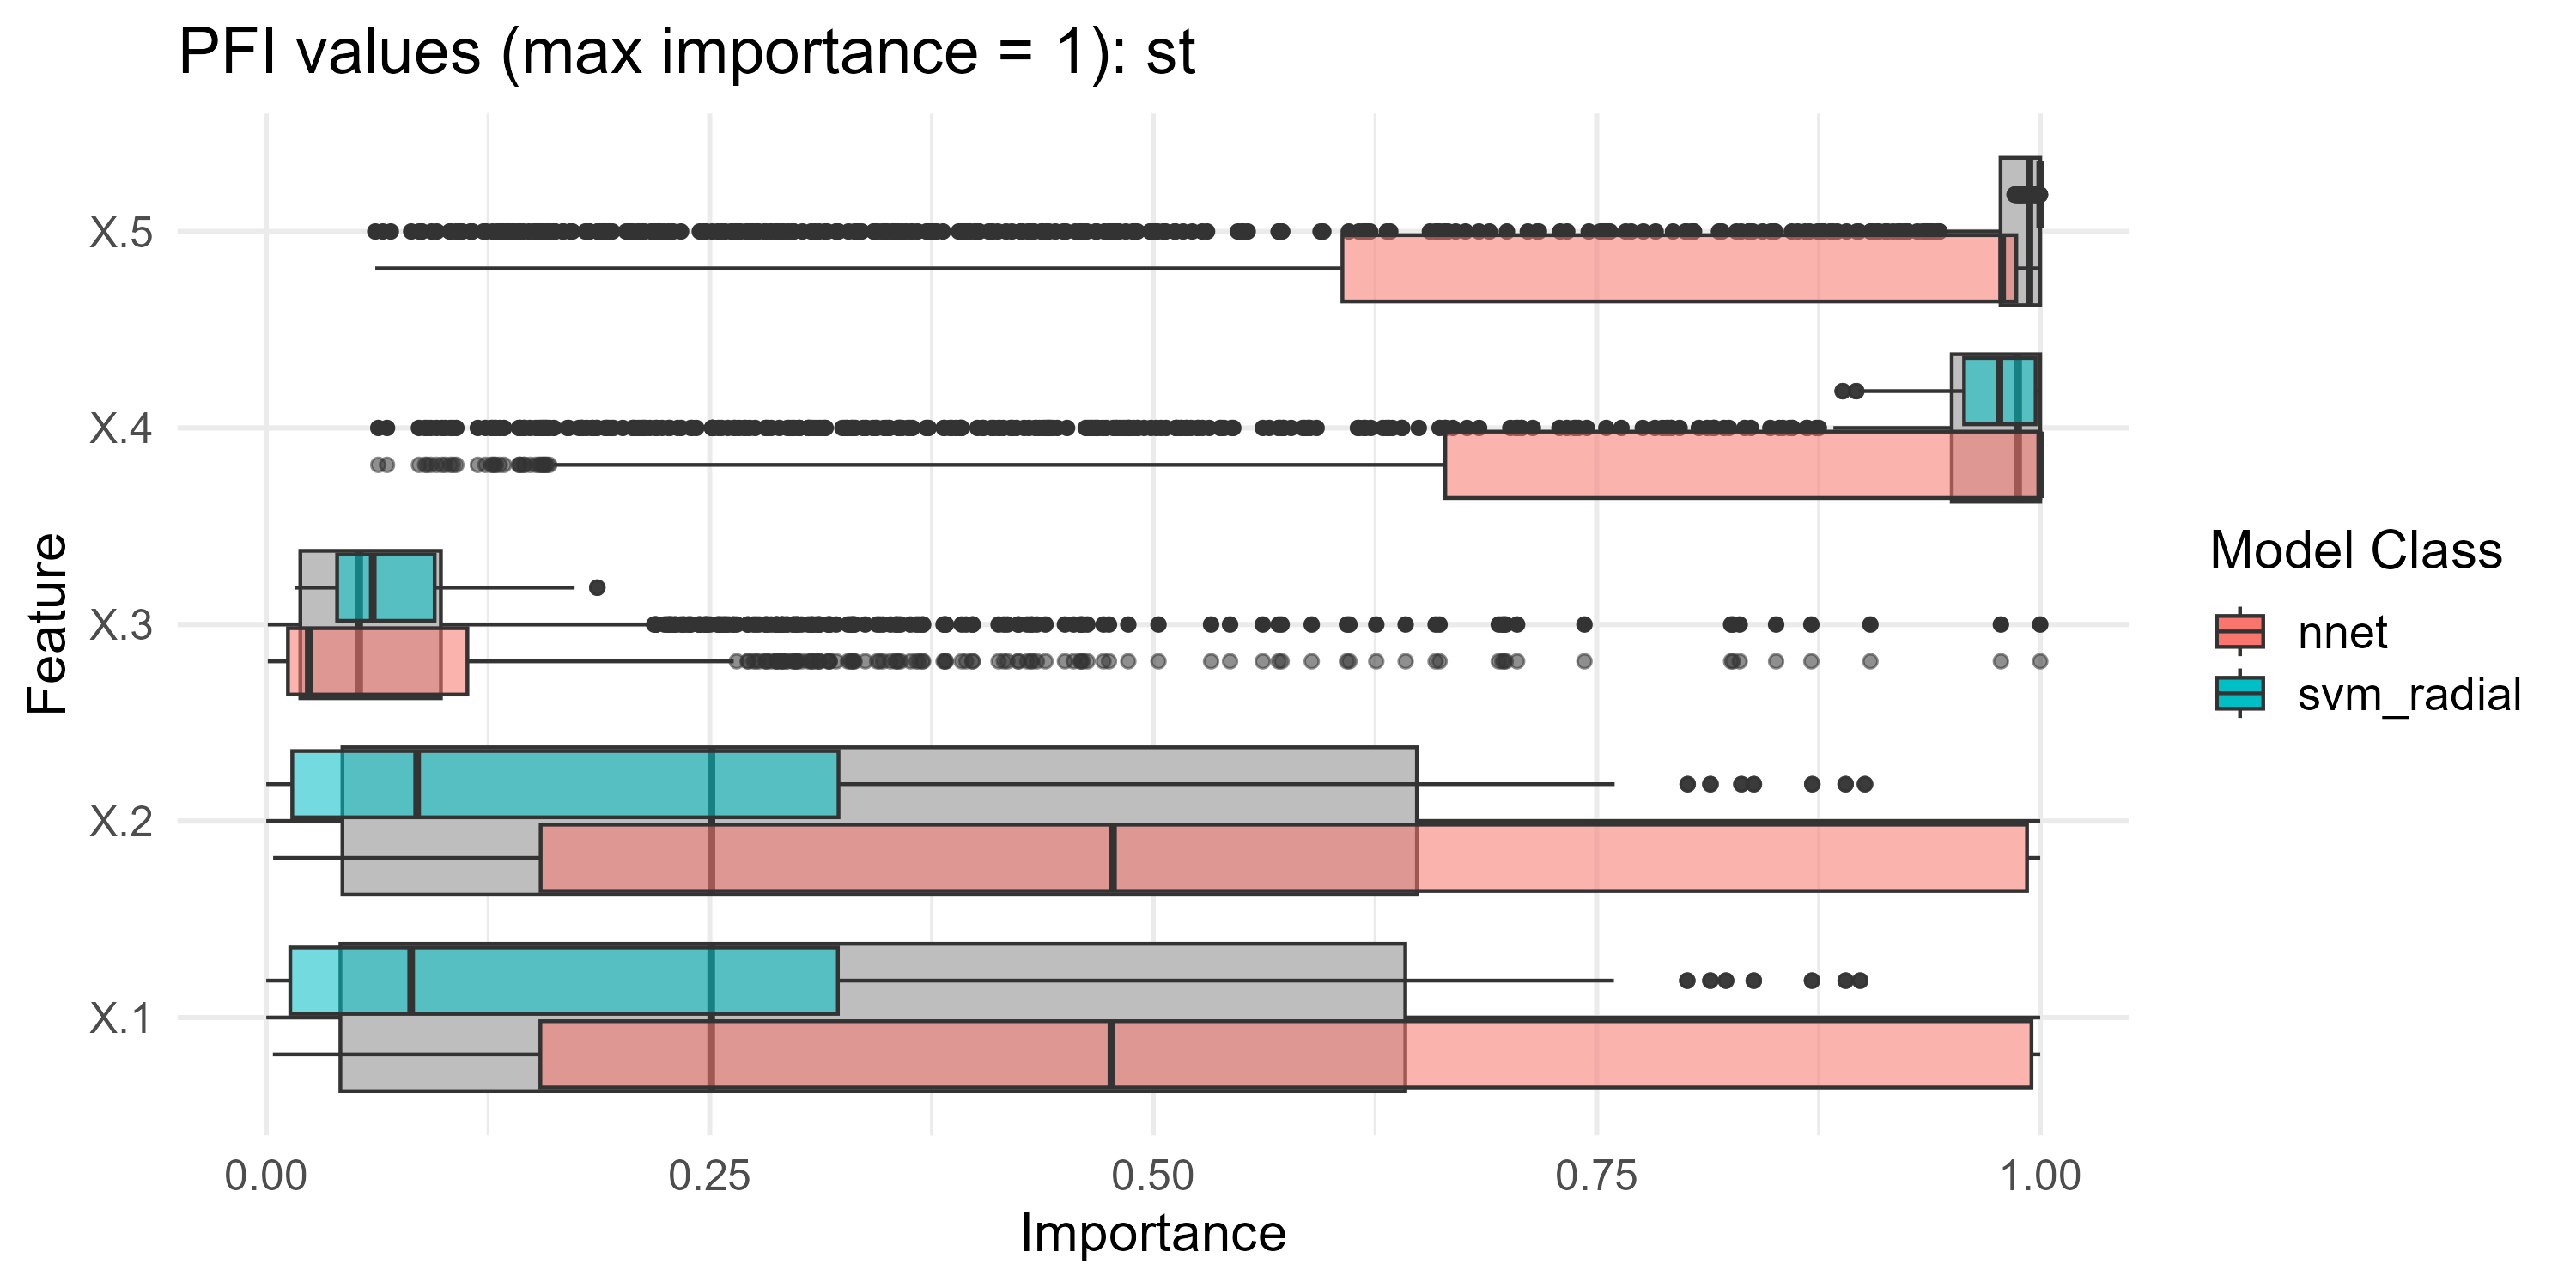 PFI values (max importance = 1): st
X.5
X.4
X.3
X.2
X.1
Feature
0.00 0.25 0.50 0.75 1.00
Importance
Model Class
nnet
svm_radial